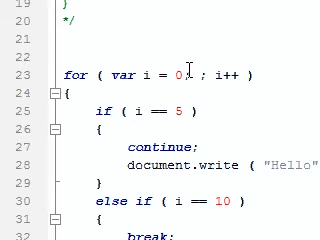 19 }
20 */
21
22
23 for ( var i = 0; ; i++ )
24 {
25 if ( i == 5 )
26 {
27 continue;
28 document.write ( "Hello"
29 }
30 else if ( i == 10 )
31 {
32 break;